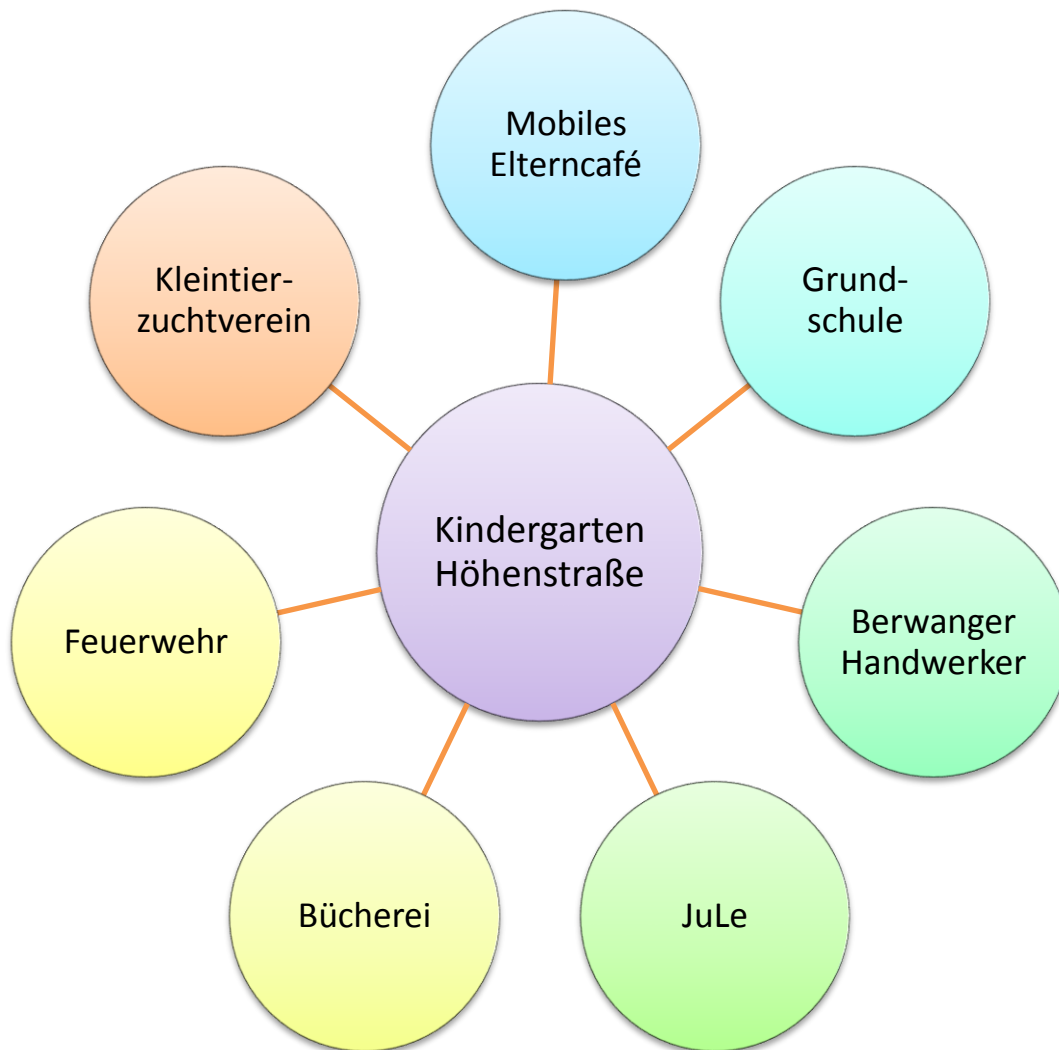 Mobiles
Elterncafé
Kleintier-
zuchtverein
Grund-
schule
Kindergarten
Höhenstraße
Feuerwehr
Berwanger
Handwerker
Bücherei
JuLe